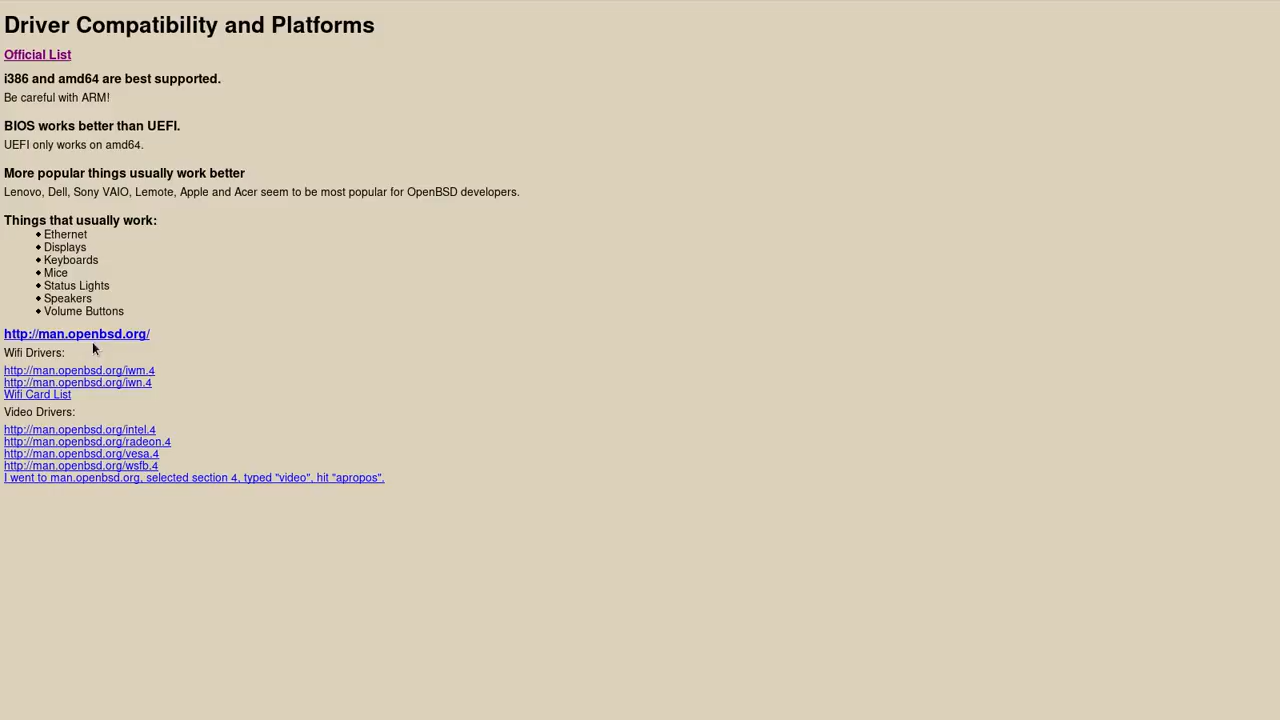 Driver Compatibility and Platforms
Official List
i386 and amd64 are best supported.
Be careful with ARM!
BIOS works better than UEFI.
UEFI only works on amd64.
More popular things usually work better
Lenovo, Dell, Sony VAIO, Lemote, Apple and Acer seem to be most popular for OpenBSD developers.
Things that usually work:
Ethernet
Displays
Keyboards
Mice
Status Lights
Speakers
Volume Buttons
http://man.openbsd.org/
Wifi Drivers:
http://man.openbsd.org/iwm.4
http://man.openbsd.org/iwn.4
Wifi Card List
Video Drivers:
http://man.openbsd.org/intel.4
http://man.openbsd.org/radeon.4
http://man.openbsd.org/vesa.4
http://man.openbsd.org/wsfb.4
I went to man.openbsd.org, selected section 4, typed "video", hit "apropos".